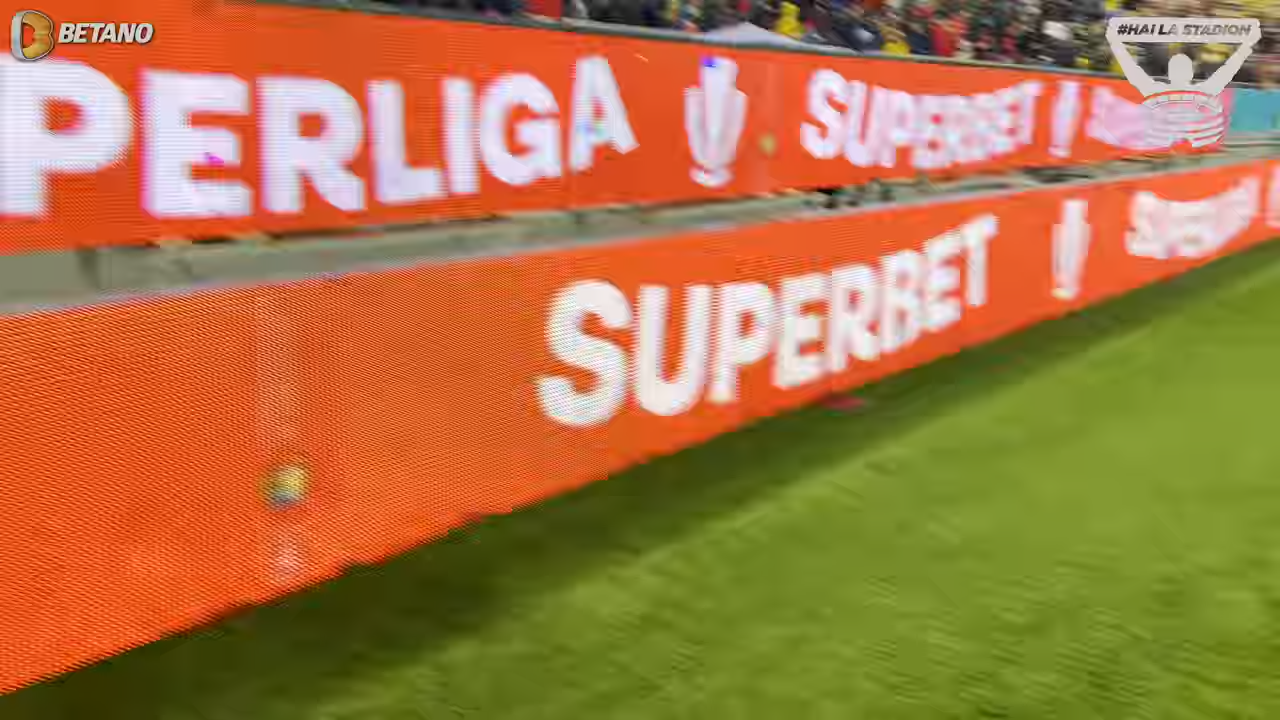 BETANO
#HAI LA STADION
PERLIGA
SUPERBET
SUPERBET